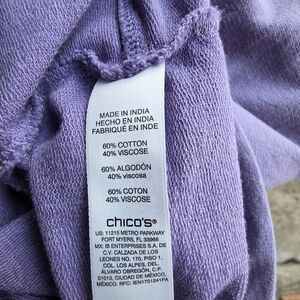 MADE IN INDIA
HECHO EN INDIA
FABRIQUÉ EN INDE
60% COTTON
40% VISCOSE
60% ALGODÓN
40% viscosa
60% COTON
40% VISCOSE
chico's®
US: 11215 METRO PARKWAY
FORT MYERS, FL 33966
MX: IB ENTERPRISES S.A. DE
C.V. CALZADA DE LOS
LEONES NO. 170, PISO 1,
COL. LOS ALPES, DEL.
ÁLVARO OBREGÓN, C.P.
01010, CIUDAD DE MÉXICO,
MÉXICO. RFC: IEN1701241PA